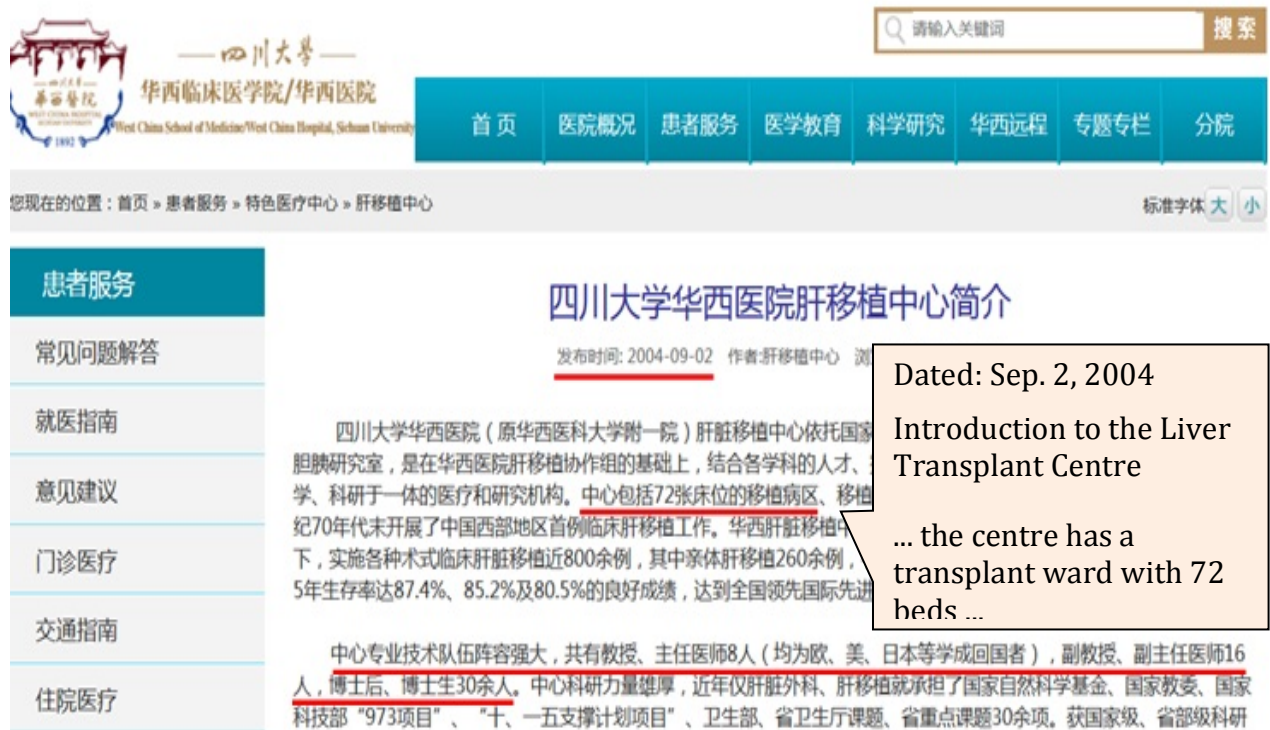 请输入关键词
搜索
四川大学
華西醫院
1892
华西临床医学院/华西医院
West China School of Medicine/West China Hospital, Sichuan University
首页 医院概况 患者服务 医学教育 科学研究 华西远程 专题专栏 分院
您现在的位置：首页 » 患者服务 » 特色医疗中心 » 肝移植中心
标准字体 大 小
患者服务
常见问题解答
就医指南
意见建议
门诊医疗
交通指南
住院医疗
四川大学华西医院肝移植中心简介
发布时间: 2004-09-02 作者:肝移植中心
四川大学华西医院（原华西医科大学附一院）肝脏移植中心依托国家
胆胰研究室，是在华西医院肝移植协作组的基础上，结合各学科的人才、
学、科研于一体的医疗和研究机构。中心包括72张床位的移植病区、移植
纪70年代末开展了中国西部地区首例临床肝移植工作。华西肝脏移植中
下，实施各种术式临床肝脏移植近800余例，其中亲体肝移植260余例，
5年生存率达87.4%、85.2%及80.5%的良好成绩，达到全国领先国际先进
中心专业技术队伍阵容强大，共有教授、主任医师8人（均为欧、美、日本等学成回国者），副教授、副主任医师16
人，博士后、博士生30余人。中心科研力量雄厚，近年仅肝脏外科、肝移植就承担了国家自然科学基金、国家教委、国家
科技部“973项目”、“十、一五支撑计划项目”、卫生部、省卫生厅课题、省重点课题30余项。获国家级、省部级科研
Dated: Sep. 2, 2004
Introduction to the Liver
Transplant Centre
... the centre has a
transplant ward with 72
beds ...